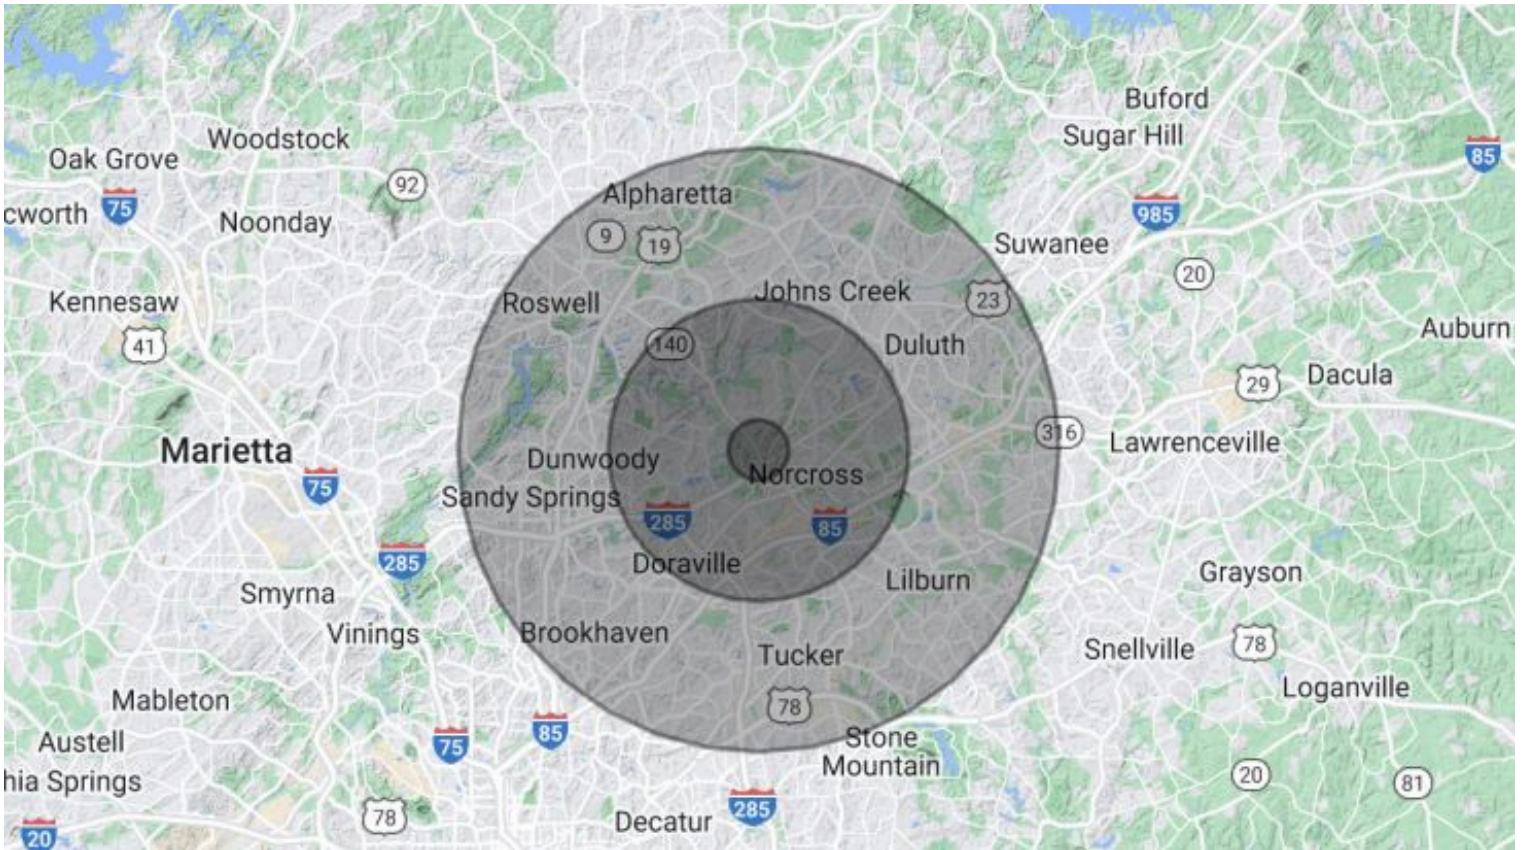 Buford
Sugar Hill
Woodstock
Oak Grove
85
92
75
Alpharetta
cworth
Noonday
985
9
19
Suwanee
20
Kennesaw
Roswell
Johns Creek
23
41
140
Duluth
Auburn
29
Dacula
316
Marietta
Lawrenceville
Dunwoody
Norcross
75
Sandy Springs
285
85
285
Doraville
Lilburn
Grayson
Smyrna
Vinings
Brookhaven
Tucker
Snellville
78
Mableton
78
Loganville
Austell
75
85
Stone
Mountain
hia Springs
20
81
78
Decatur
285
20